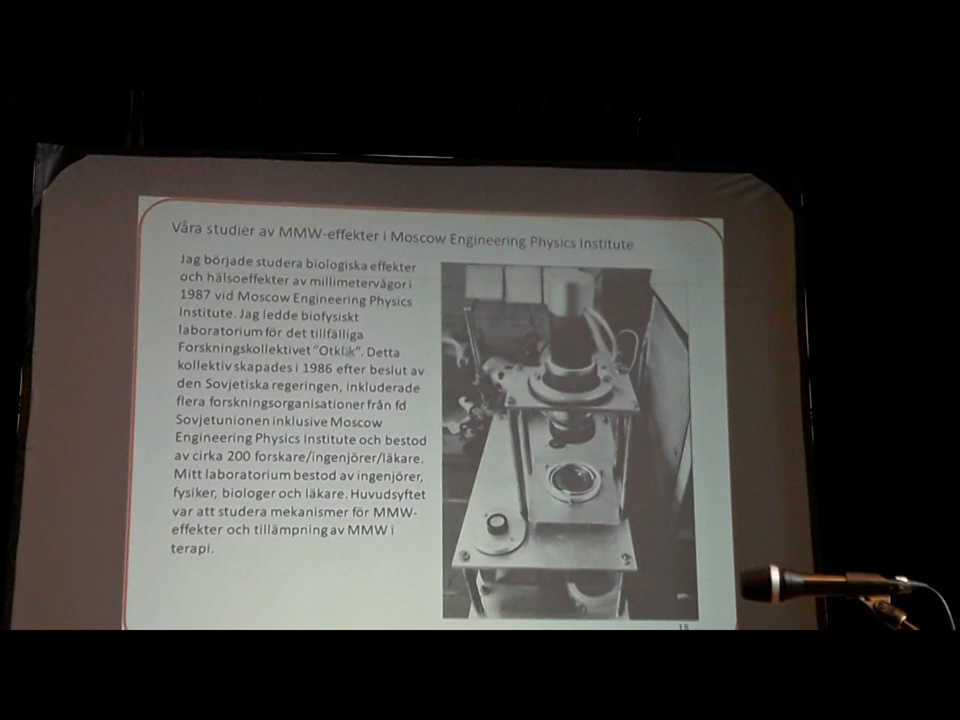 Våra studier av MMW-effekter i Moscow Engineering Physics Institute
Jag började studera biologiska effekter
och hälsoeffekter av millimetervågor i
1987 vid Moscow Engineering Physics
Institute. Jag ledde biofysiskt
laboratorium för det tillfälliga
Forskningskollektivet "Otklik". Detta
kollektiv skapades i 1986 efter beslut av
den Sovjetiska regeringen, inkluderade
flera forskningsorganisationer från fd
Sovjetunionen inklusive Moscow
Engineering Physics Institute och bestod
av cirka 200 forskare/ingenjörer/läkare.
Mitt laboratorium bestod av ingenjörer,
fysiker, biologer och läkare. Huvudsyftet
var att studera mekanismer för MMW-
effekter och tillämpning av MMW i
terapi.